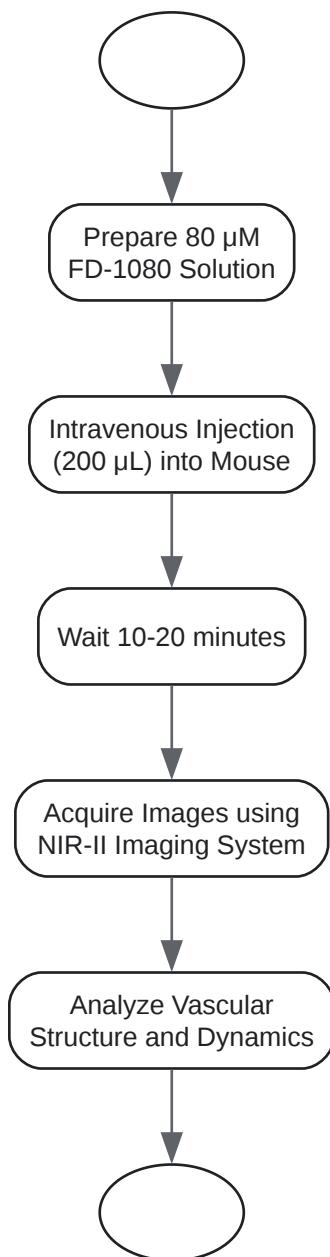 Prepare 80 μM
FD-1080 Solution
Intravenous Injection
(200 μL) into Mouse
Wait 10-20 minutes
Acquire Images using
NIR-II Imaging System
Analyze Vascular
Structure and Dynamics